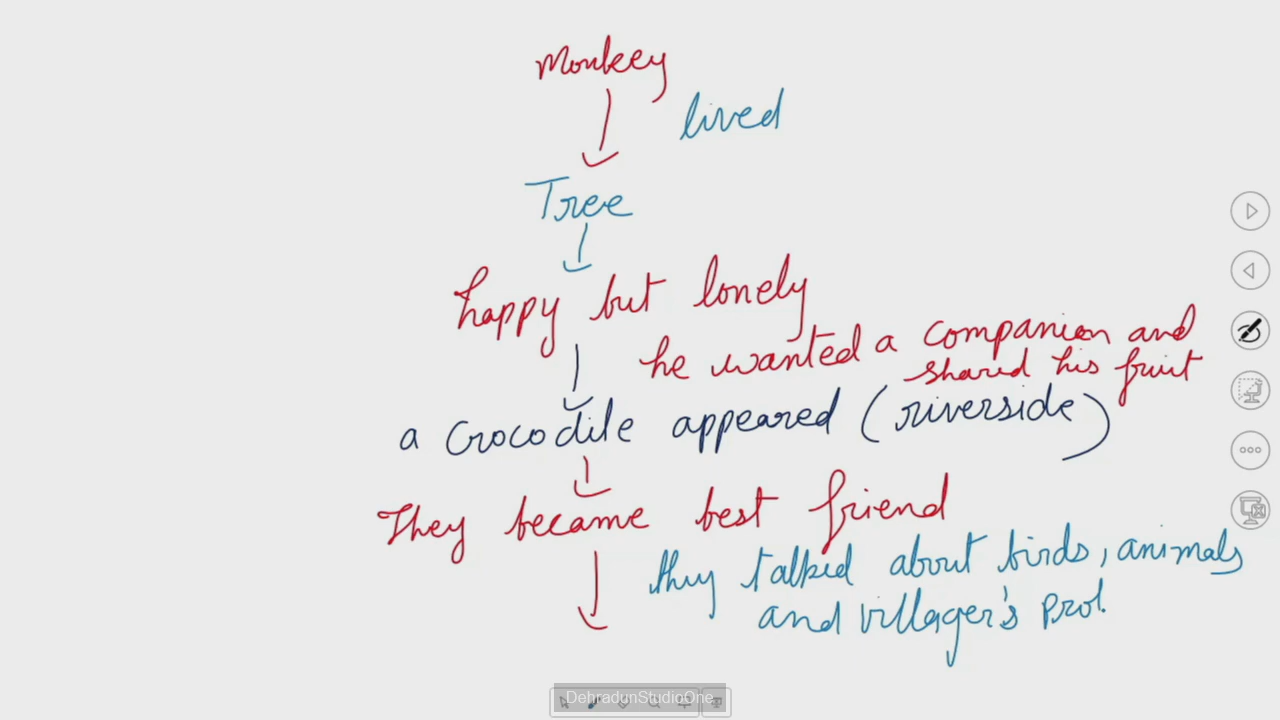 Monkey
lived
Tree
happy but lonely
he wanted a companion and
shared his fruit
a crocodile appeared (riverside)
They became best friend
they talked about birds, animals
and villager's prob
DehradunStudioOne